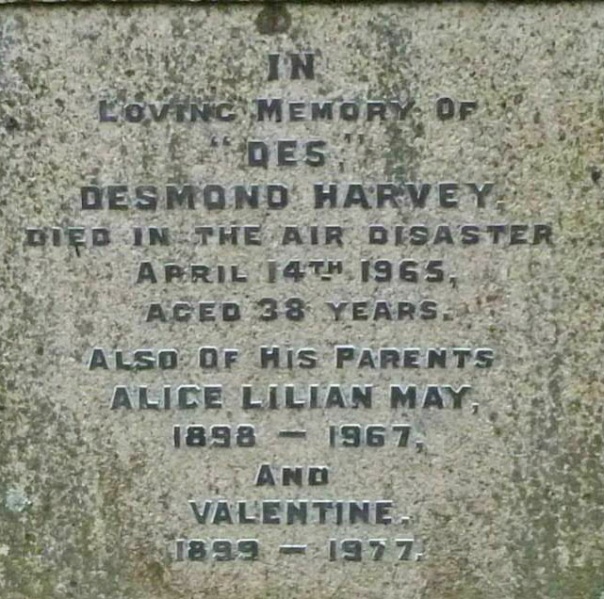 IN
LOVING MEMORY OF
"DES,"
DESMOND HARVEY,
DIED IN THE AIR DISASTER
APRIL 14TH 1965,
AGED 38 YEARS.
ALSO OF HIS PARENTS
ALICE LILIAN MAY,
1898 — 1967,
AND
VALENTINE.
1899 — 1977.